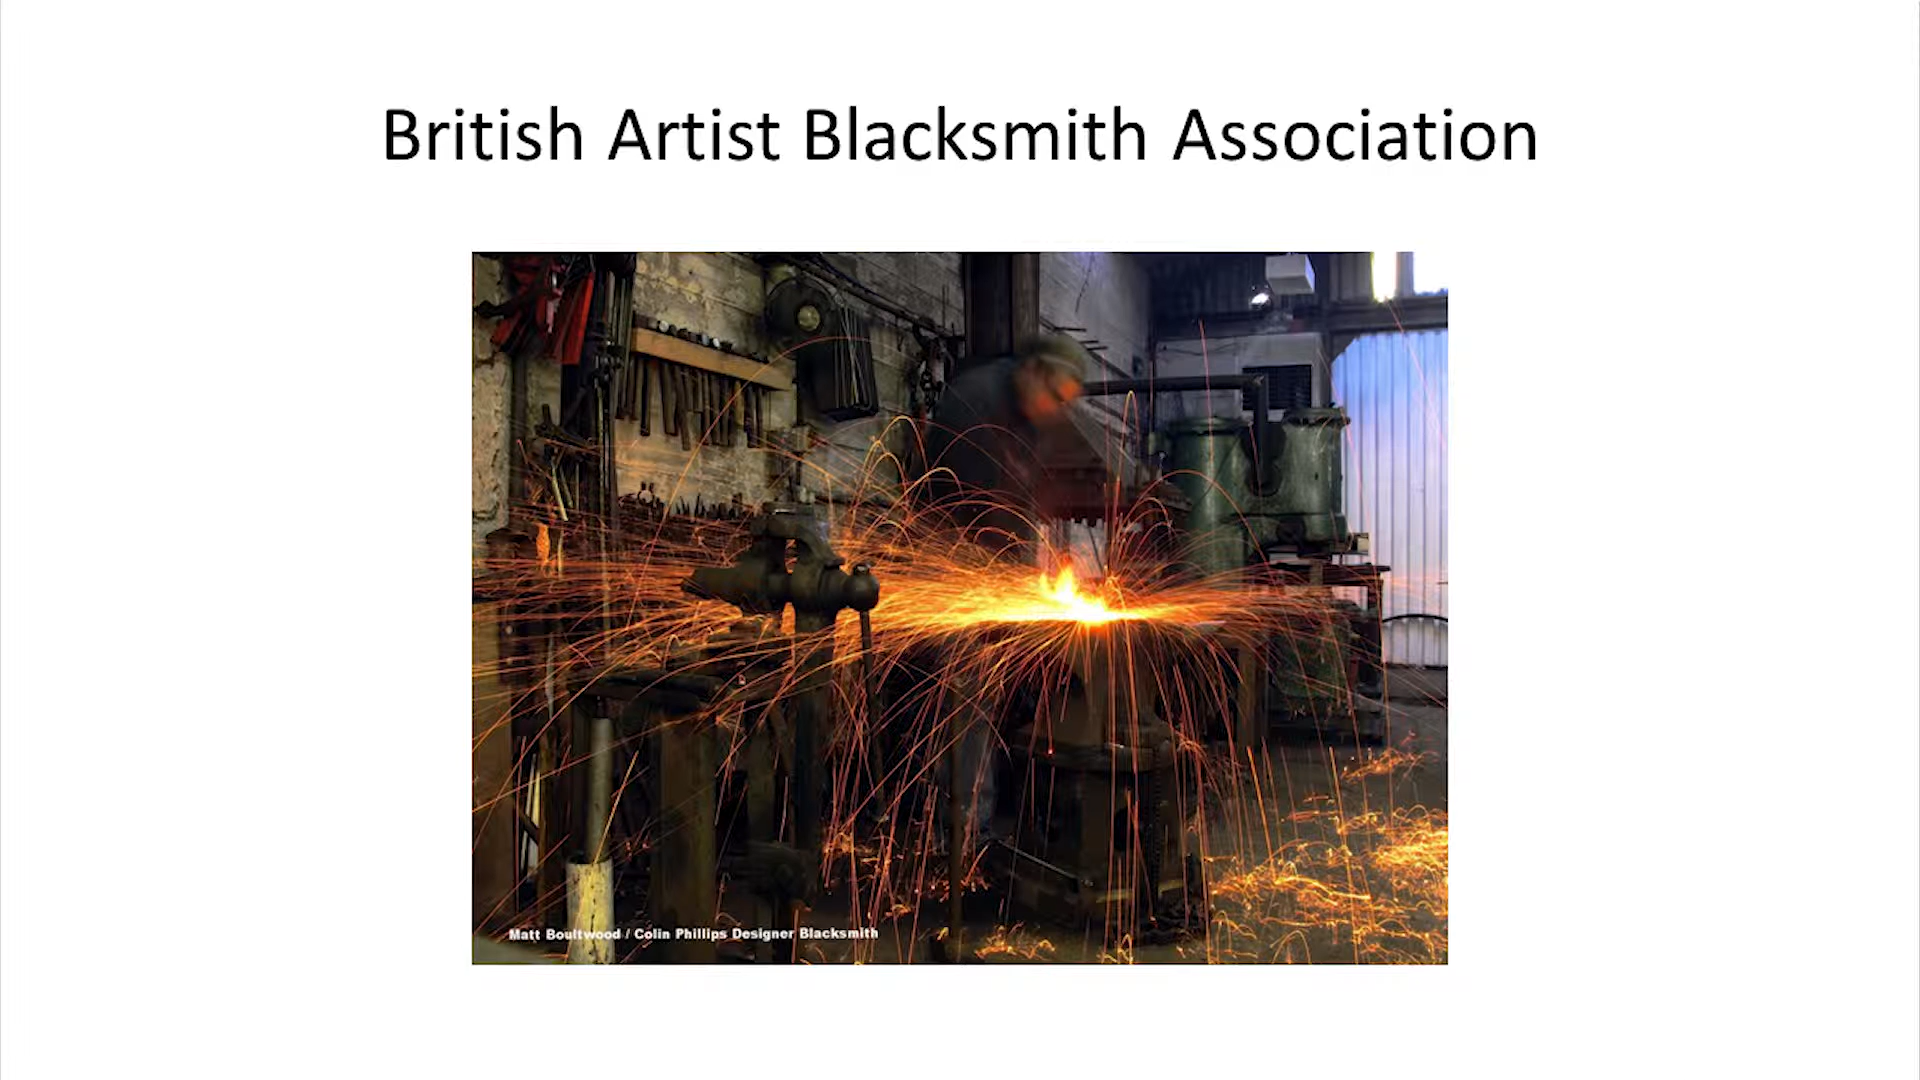 British Artist Blacksmith Association
Matt Boultwood / Colin Phillips Designer Blacksmith